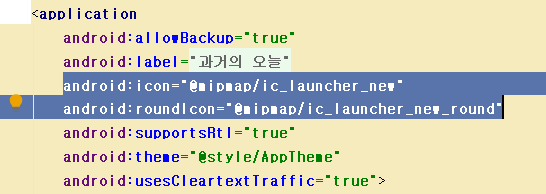 <application
android:allowBackup="true"
android:label="과거의 오늘"
android:icon="@mipmap/ic_launcher_new"
android:roundIcon="@mipmap/ic_launcher_new_round"
android:supportsRtl="true"
android:theme="@style/AppTheme"
android:usesCleartextTraffic="true">